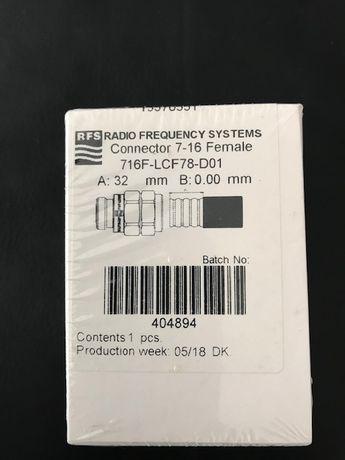 RFS RADIO FREQUENCY SYSTEMS
Connector 7-16 Female
716F-LCF78-D01
A: 32 mm B: 0.00 mm
Batch No:
404894
Contents 1 pcs.
Production week: 05/18 DK